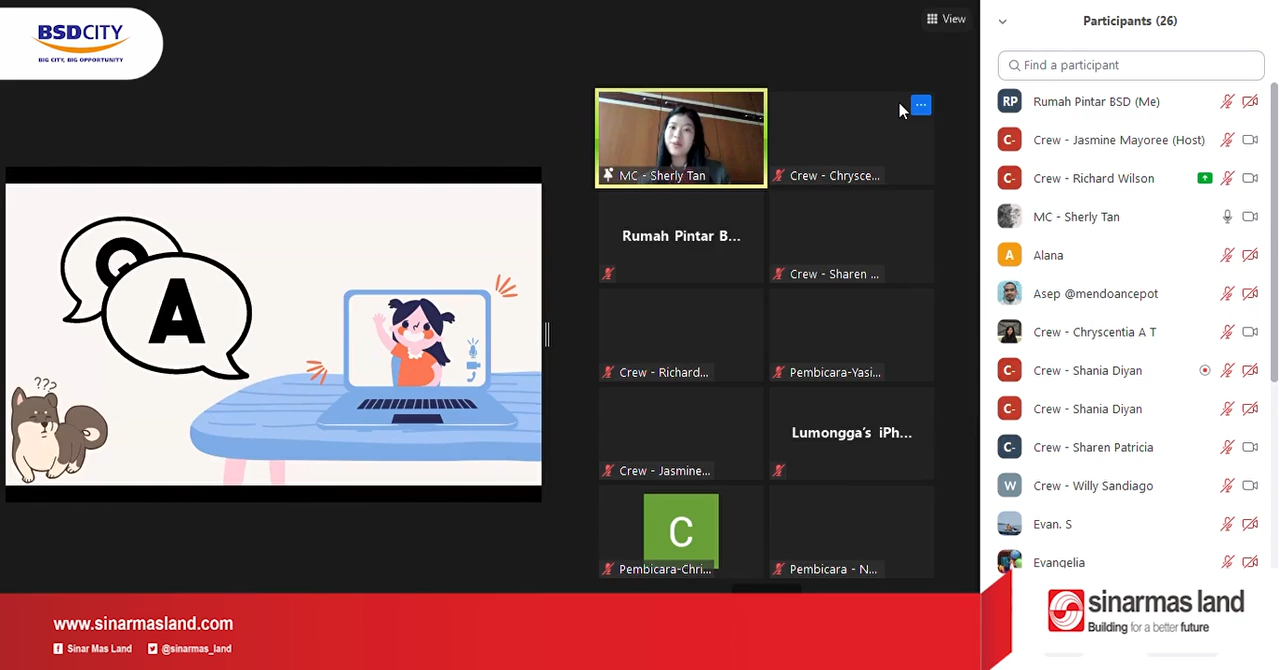 BSDCITY
BIG CITY, BIG OPPORTUNITY
View
MC - Sherly Tan
Crew - Chrysce...
Rumah Pintar B...
Crew - Sharen ...
Crew - Richard...
Pembicara-Yasi...
Crew - Jasmine...
Lumongga's iPh...
C
Pembicara-Chri...
Pembicara - N...
Q
A
???
Participants (26)
Find a participant
RP Rumah Pintar BSD (Me)
C- Crew - Jasmine Mayoree (Host)
C- Crew - Richard Wilson
MC - Sherly Tan
A Alana
Asep @mendoancepot
Crew - Chryscentia A T
C- Crew - Shania Diyan
C- Crew - Shania Diyan
C- Crew - Sharen Patricia
W Crew - Willy Sandiago
Evan. S
Evangelia
www.sinarmasland.com
f Sinar Mas Land @sinarmas_land
sinarmas land
Building for a better future